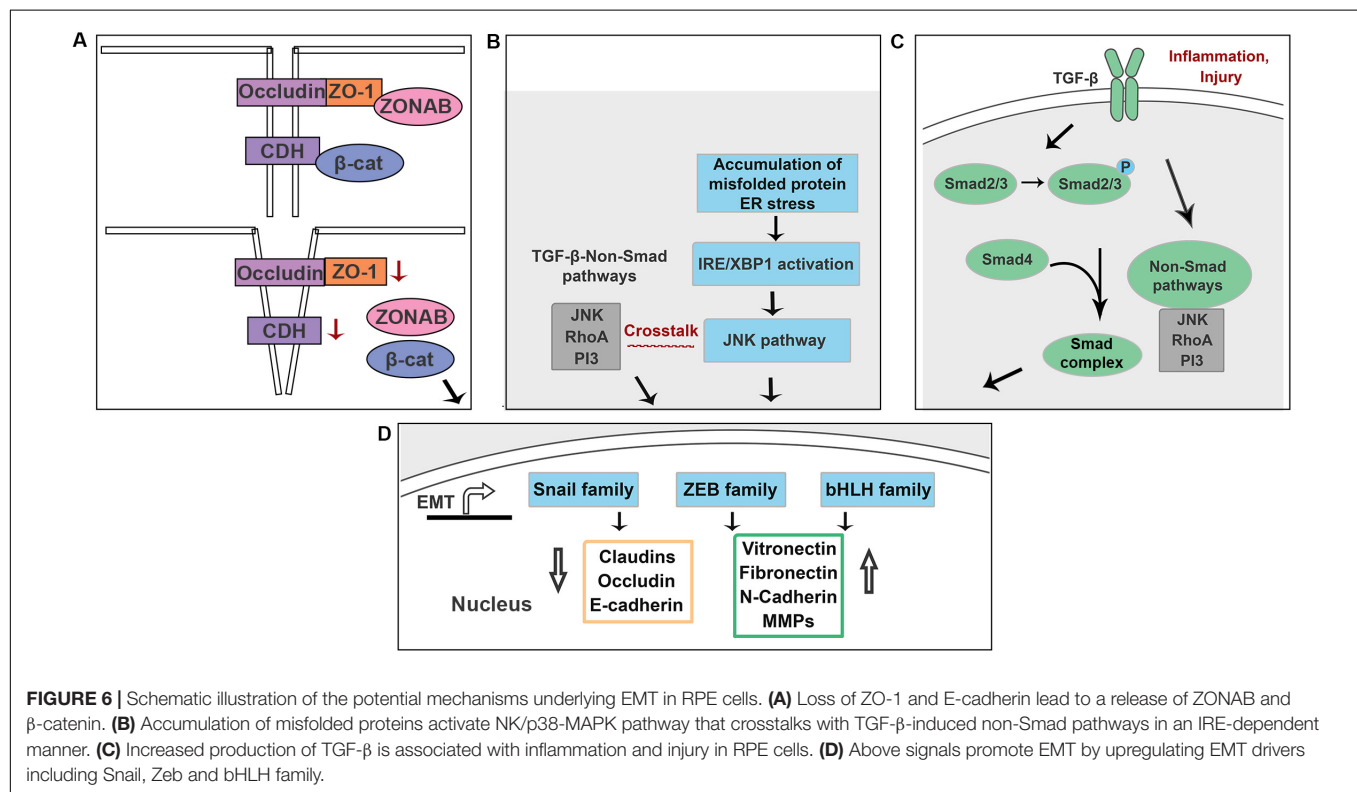 A
Occludin
ZO-1
ZONAB
CDH
β-cat
Occludin
ZO-1
CDH
ZONAB
β-cat
B
Accumulation of
misfolded protein
ER stress
IRE/XBP1 activation
TGF-β-Non-Smad
pathways
JNK
RhoA
PI3
Crosstalk
JNK pathway
C
TGF-β
Inflammation,
Injury
Smad2/3
Smad2/3
P
Smad4
Non-Smad
pathways
JNK
RhoA
PI3
Smad
complex
D
EMT
Snail family
ZEB family
bHLH family
Claudins
Occludin
E-cadherin
Vitronectin
Fibronectin
N-Cadherin
MMPs
Nucleus
FIGURE 6 | Schematic illustration of the potential mechanisms underlying EMT in RPE cells. (A) Loss of ZO-1 and E-cadherin lead to a release of ZONAB and
β-catenin. (B) Accumulation of misfolded proteins activate NK/p38-MAPK pathway that crosstalks with TGF-β-induced non-Smad pathways in an IRE-dependent
manner. (C) Increased production of TGF-β is associated with inflammation and injury in RPE cells. (D) Above signals promote EMT by upregulating EMT drivers
including Snail, Zeb and bHLH family.